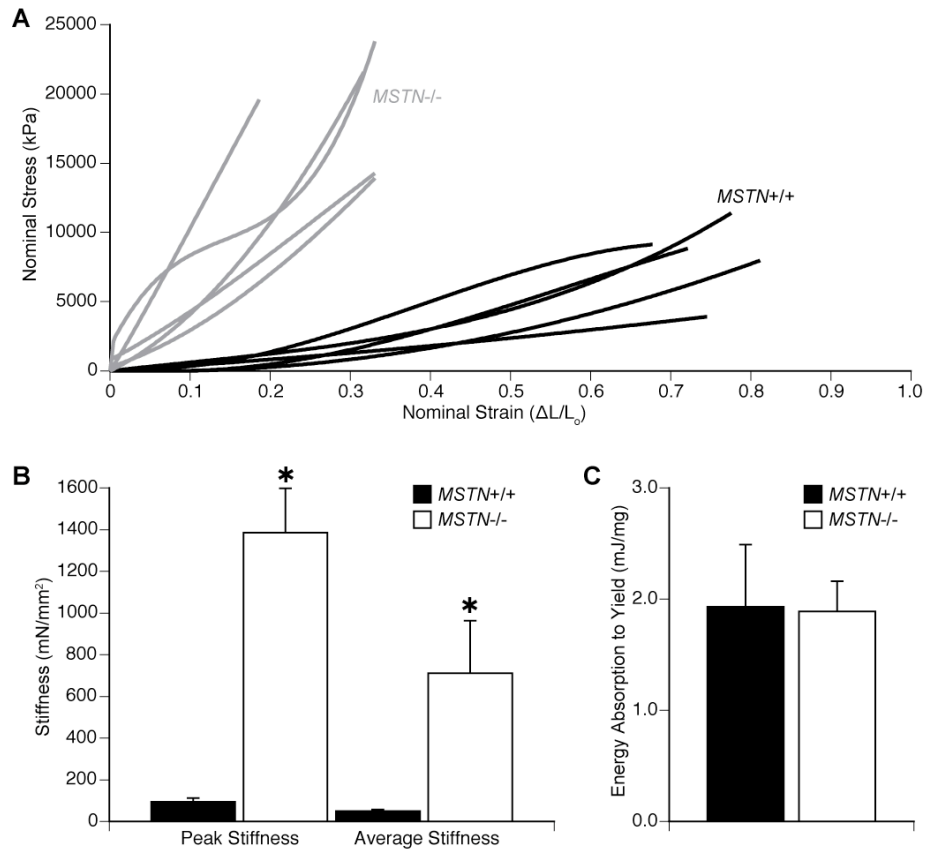 A
25000
20000
15000
10000
5000
0
Nominal Stress (kPa)
MSTN-/-
MSTN+/+
0 0.1 0.2 0.3 0.4 0.5 0.6 0.7 0.8 0.9 1.0
Nominal Strain (ΔL/Lo)
B
1600
1400
1200
1000
800
600
400
200
0
Stiffness (mN/mm²)
*
*
MSTN+/+
MSTN-/-
Peak Stiffness Average Stiffness
C
3.0
2.0
1.0
0.0
Energy Absorption to Yield (mJ/mg)
MSTN+/+
MSTN-/-